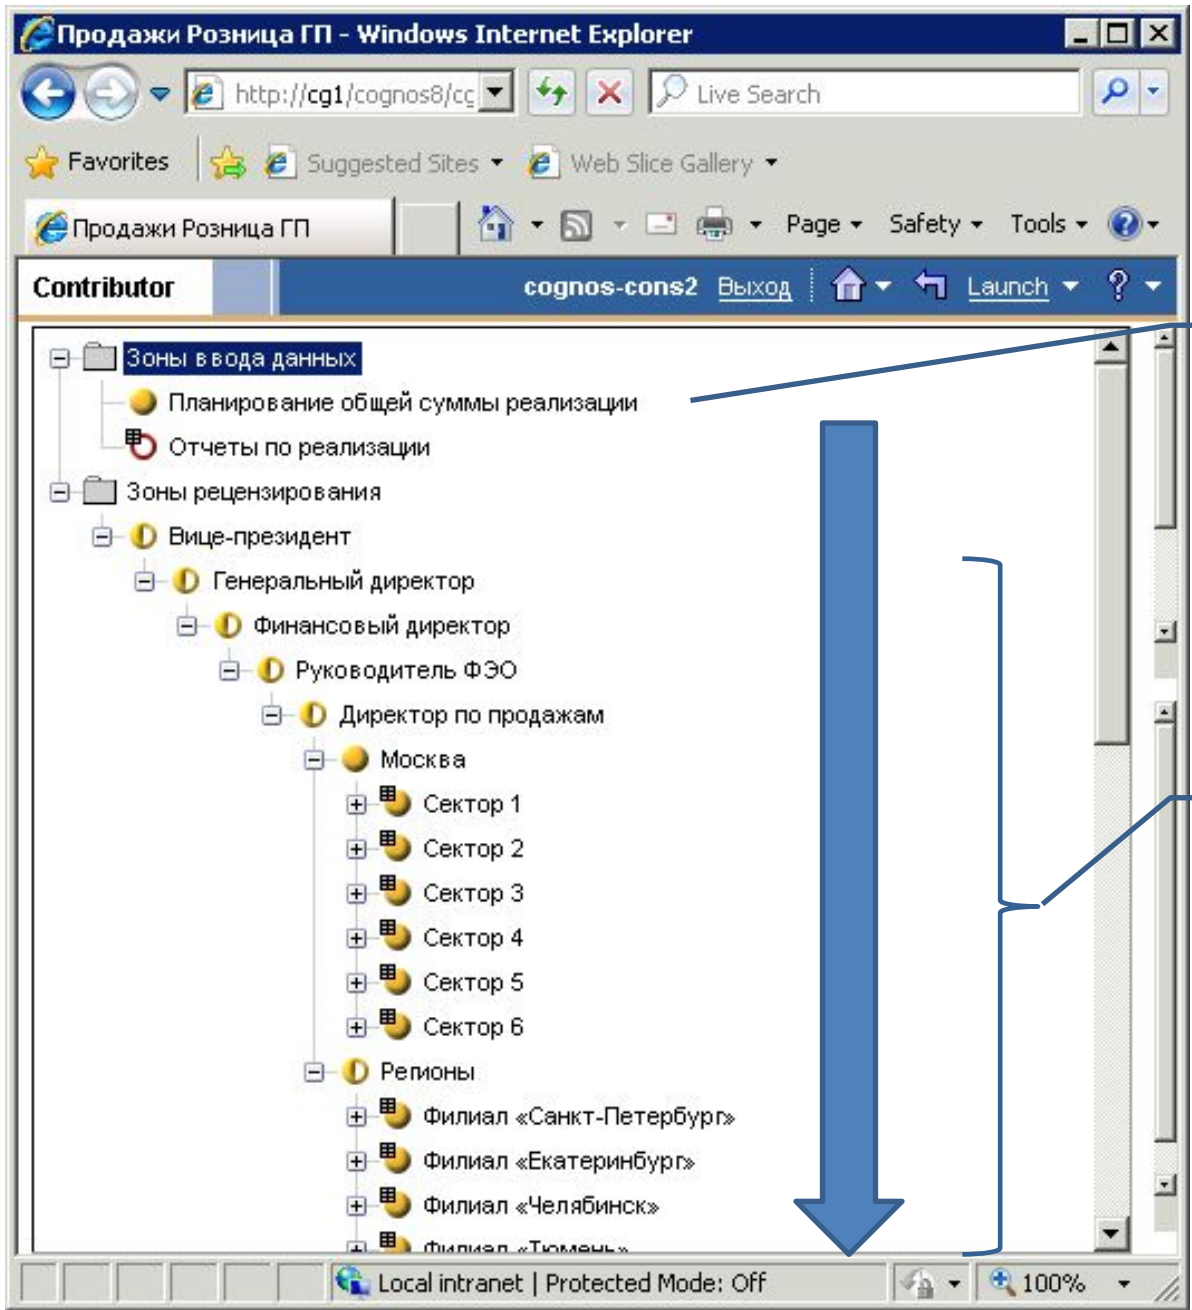 Продажи Розница ГП - Windows Internet Explorer
http://cg1/cognos8/cg
Live Search
Favorites
Suggested Sites
Web Slice Gallery
Продажи Розница ГП
Page
Safety
Tools
Contributor
cognos-cons2
Выход
Launch
?
Зоны ввода данных
Планирование общей суммы реализации
Отчеты по реализации
Зоны рецензирования
Вице-президент
Генеральный директор
Финансовый директор
Руководитель ФЭО
Директор по продажам
Москва
Сектор 1
Сектор 2
Сектор 3
Сектор 4
Сектор 5
Сектор 6
Регионы
Филиал «Санкт-Петербург»
Филиал «Екатеринбург»
Филиал «Челябинск»
Филиал «Тюмень»
Local intranet | Protected Mode: Off
100%